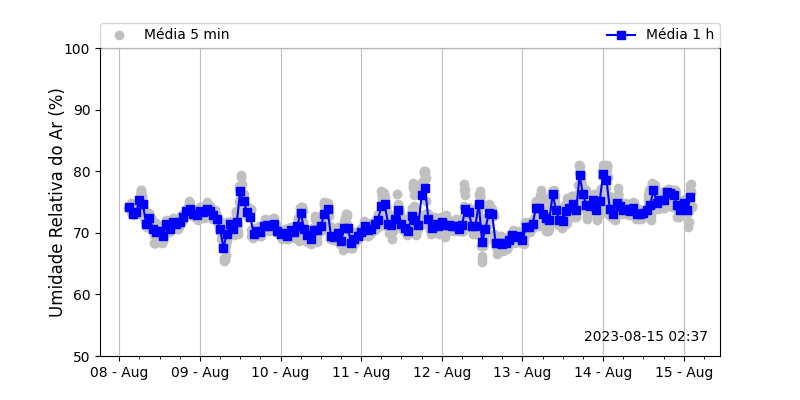 Média 5 min
Média 1 h
Umidade Relativa do Ar (%)
100
90
80
70
60
50
2023-08-15 02:37
08 - Aug
09 - Aug
10 - Aug
11 - Aug
12 - Aug
13 - Aug
14 - Aug
15 - Aug